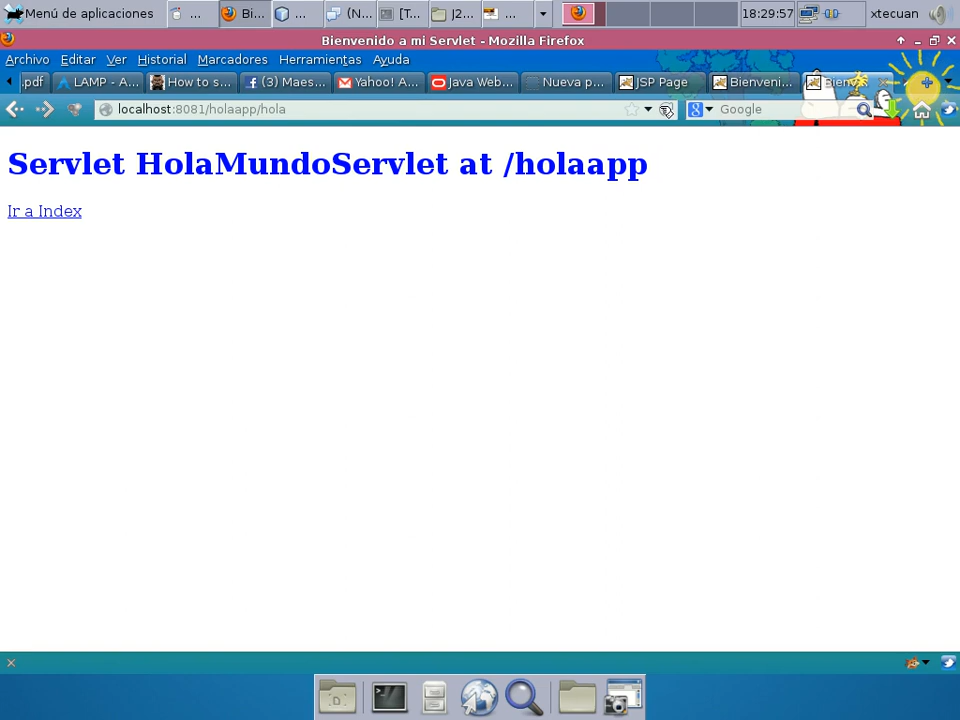 Menú de aplicaciones
...
Bi...
...
(N...
[T...
J2...
...
18:29:57
xtecuan
Bienvenido a mi Servlet - Mozilla Firefox
Archivo Editar Ver Historial Marcadores Herramientas Ayuda
.pdf
LAMP - A...
How to s...
(3) Maes...
Yahoo! A...
Java Web...
Nueva p...
JSP Page
Bienveni...
localhost:8081/holaapp/hola
Google
Servlet HolaMundoServlet at /holaapp
Ir a Index